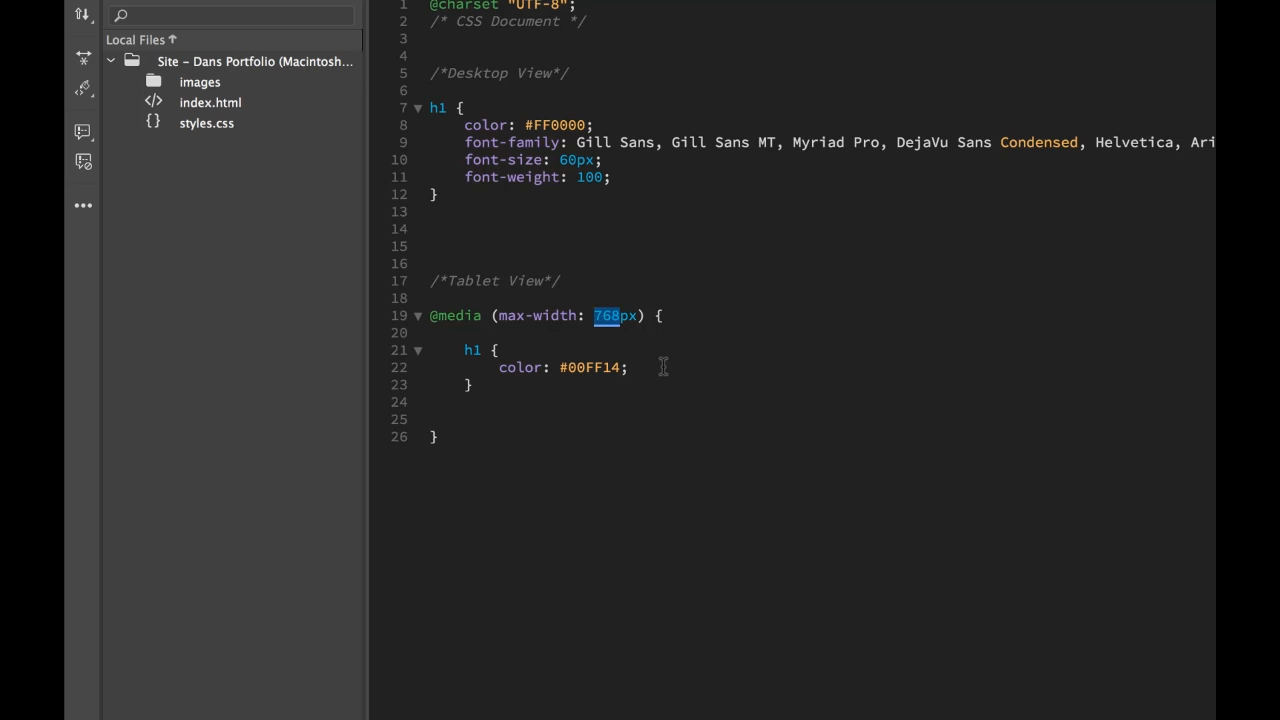 Local Files ↑
Site – Dans Portfolio (Macintosh...
images
index.html
styles.css
1 @charset "UTF-8";
2 /* CSS Document */
3
4
5 /*Desktop View*/
6
7 h1 {
8 color: #FF0000;
9 font-family: Gill Sans, Gill Sans MT, Myriad Pro, DejaVu Sans Condensed, Helvetica, Ari
10 font-size: 60px;
11 font-weight: 100;
12 }
13
14
15
16
17 /*Tablet View*/
18
19 @media (max-width: 768px) {
20
21 h1 {
22 color: #00FF14;
23 }
24
25
26 }